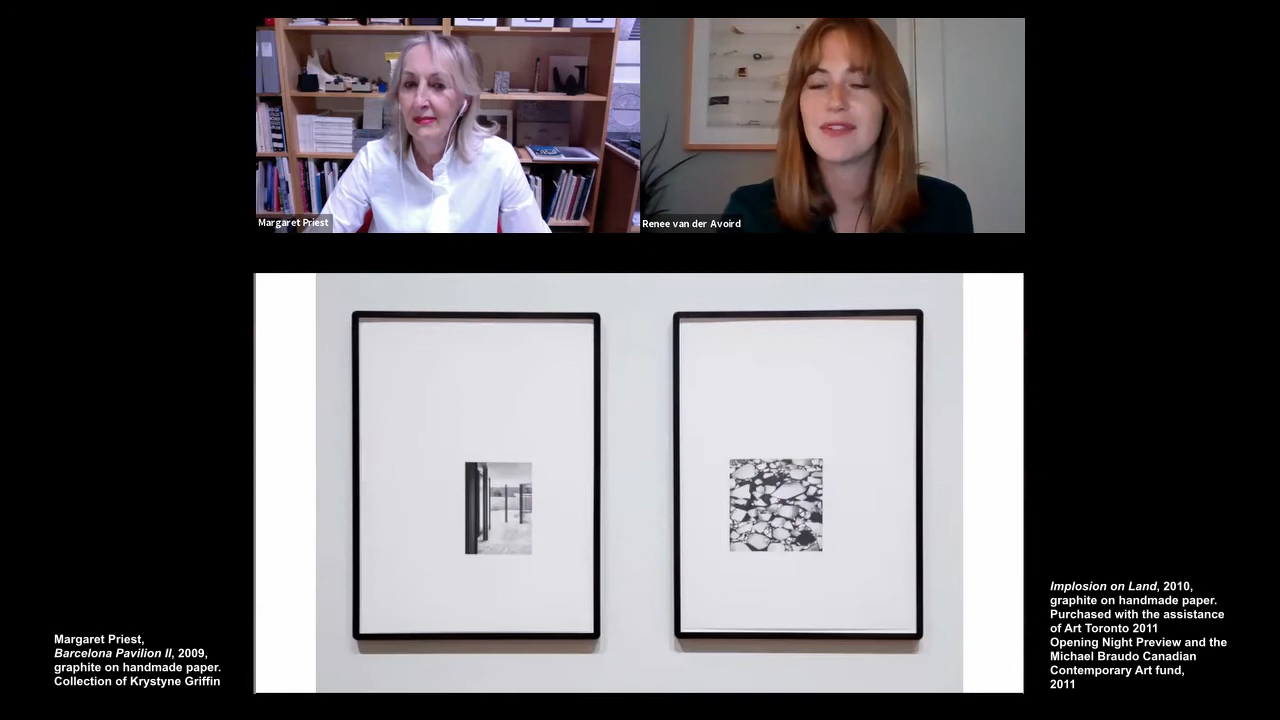 Margaret Priest
Renee van der Avoird
Margaret Priest,
Barcelona Pavilion II, 2009,
graphite on handmade paper.
Collection of Krystyne Griffin
Implosion on Land, 2010,
graphite on handmade paper.
Purchased with the assistance
of Art Toronto 2011
Opening Night Preview and the
Michael Braudo Canadian
Contemporary Art fund,
2011